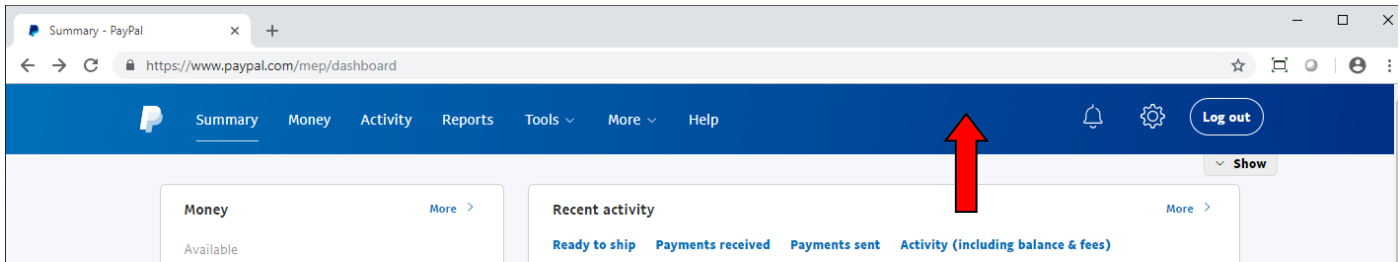 Summary - PayPal
https://www.paypal.com/mep/dashboard
Summary Money Activity Reports Tools More Help Log out
Show
Money More Recent activity More
Available Ready to ship Payments received Payments sent Activity (including balance & fees)